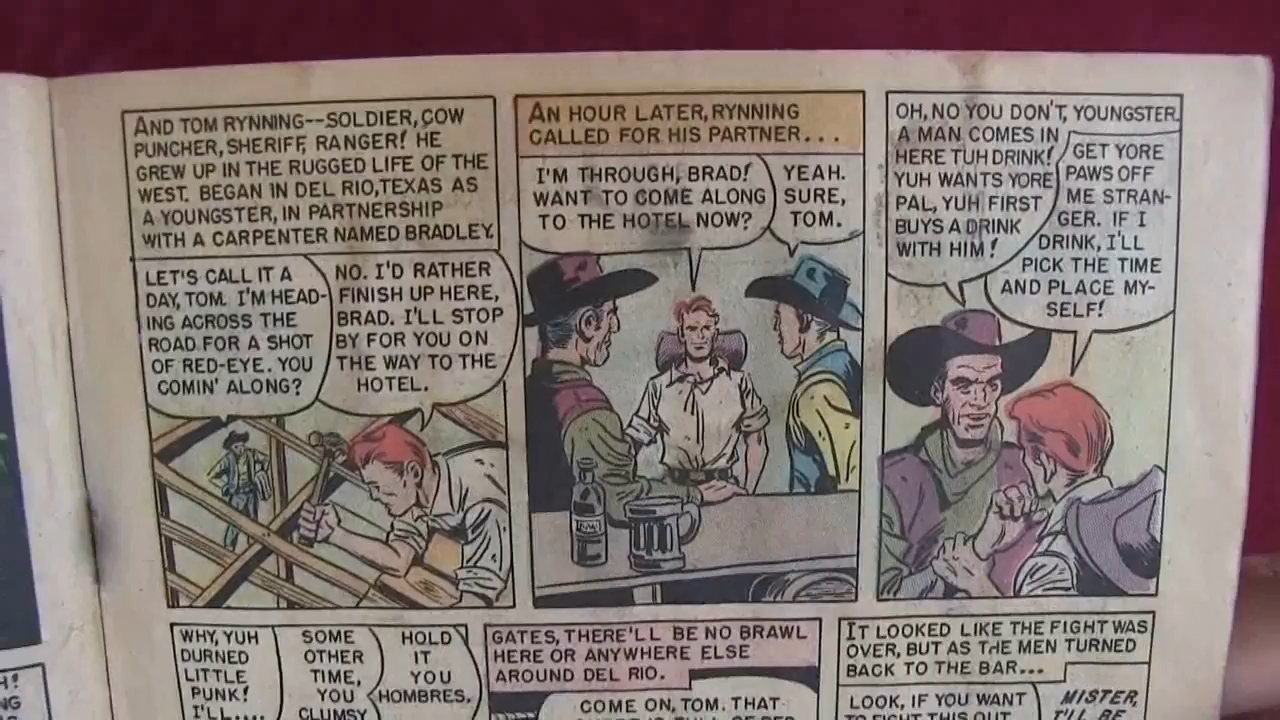 AND TOM RYNNING--SOLDIER, COW
PUNCHER, SHERIFF, RANGER! HE
GREW UP IN THE RUGGED LIFE OF THE
WEST. BEGAN IN DEL RIO, TEXAS AS
A YOUNGSTER, IN PARTNERSHIP
WITH A CARPENTER NAMED BRADLEY.
LET'S CALL IT A
DAY, TOM. I'M HEAD-
ING ACROSS THE
ROAD FOR A SHOT
OF RED-EYE. YOU
COMIN' ALONG?
NO. I'D RATHER
FINISH UP HERE,
BRAD. I'LL STOP
BY FOR YOU ON
THE WAY TO THE
HOTEL.
AN HOUR LATER, RYNNING
CALLED FOR HIS PARTNER...
I'M THROUGH, BRAD!
WANT TO COME ALONG
TO THE HOTEL NOW?
YEAH.
SURE,
TOM.
OH, NO YOU DON'T, YOUNGSTER.
A MAN COMES IN
HERE TUH DRINK!
YUH WANTS YORE
PAL, YUH FIRST
BUYS A DRINK
WITH HIM!
GET YORE
PAWS OFF
ME STRAN-
GER. IF I
DRINK, I'LL
PICK THE TIME
AND PLACE MY-
SELF!
WHY, YUH
DURNED
LITTLE
PUNK!
I'LL....
SOME
OTHER
TIME,
YOU
CLUMSY
HOLD
IT
YOU
HOMBRES.
GATES, THERE'LL BE NO BRAWL
HERE OR ANYWHERE ELSE
AROUND DEL RIO.
COME ON, TOM. THAT
IT LOOKED LIKE THE FIGHT WAS
OVER, BUT AS THE MEN TURNED
BACK TO THE BAR...
LOOK, IF YOU WANT
TO FIGHT THIS OUT
MISTER,
I'LL BE